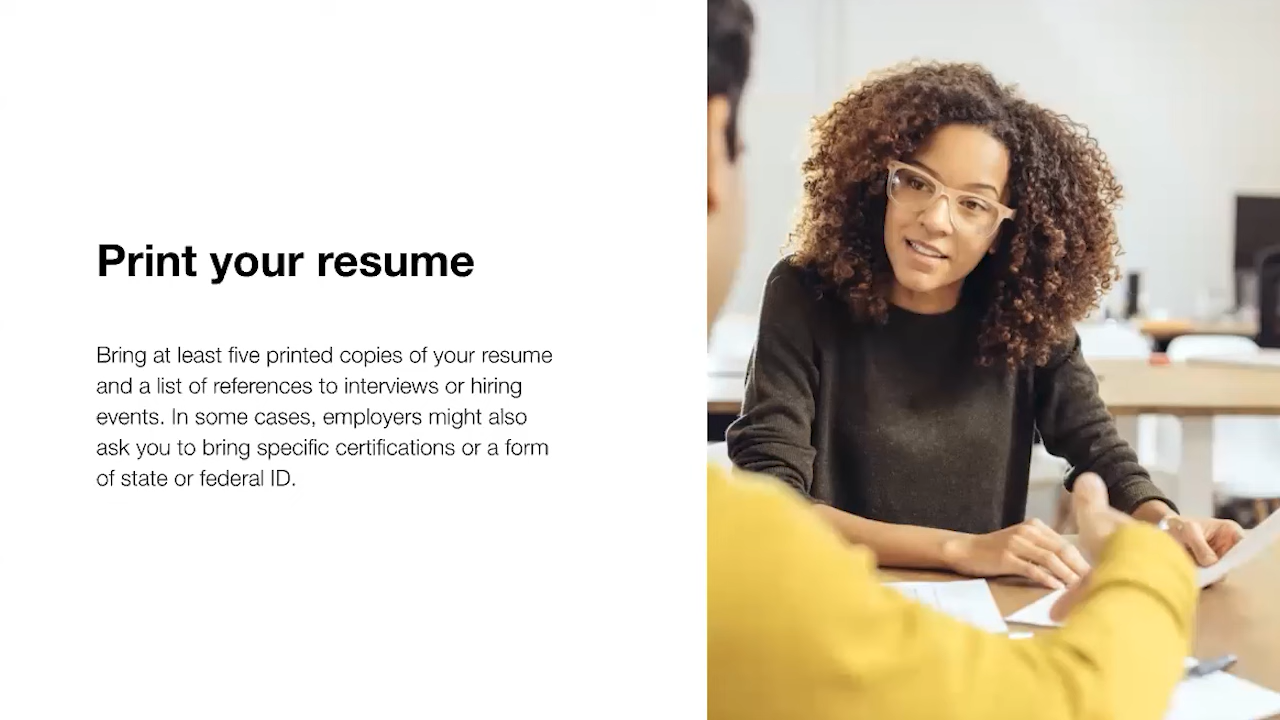 Print your resume
Bring at least five printed copies of your resume
and a list of references to interviews or hiring
events. In some cases, employers might also
ask you to bring specific certifications or a form
of state or federal ID.